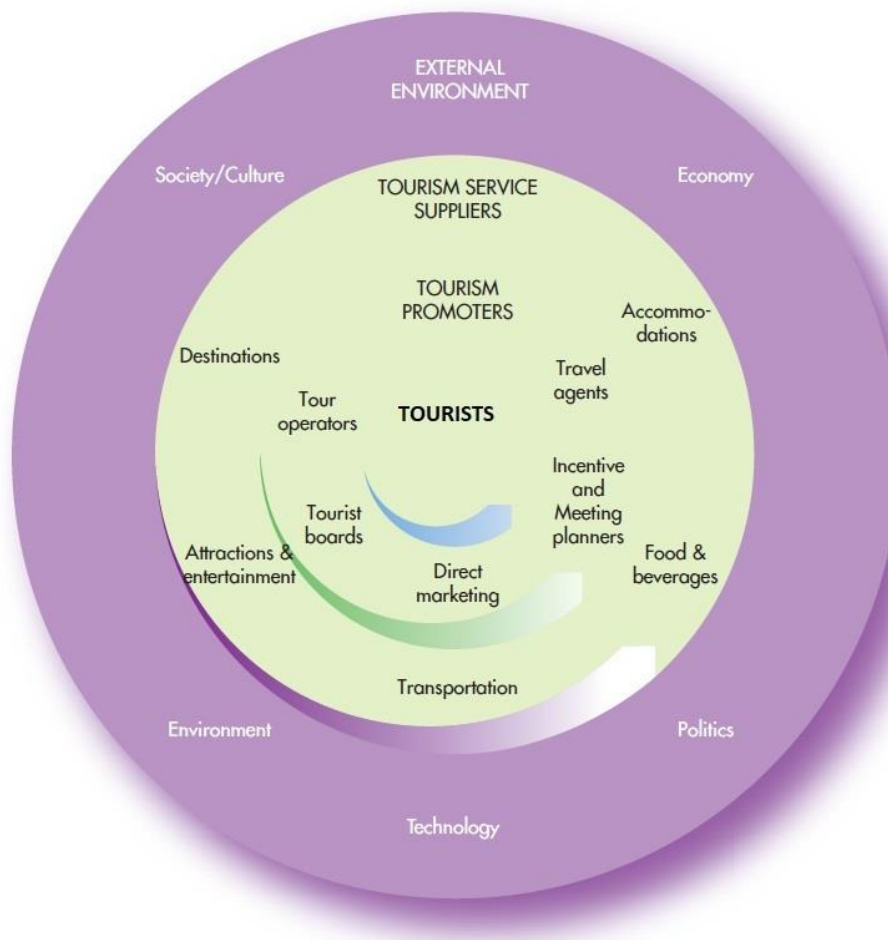 EXTERNAL
ENVIRONMENT
Society/Culture
Economy
TOURISM SERVICE
SUPPLIERS
TOURISM
PROMOTERS
Accommo-
dations
Destinations
Travel
agents
Tour
operators
TOURISTS
Incentive
and
Meeting
planners
Tourist
boards
Attractions &
entertainment
Food &
beverages
Direct
marketing
Transportation
Environment
Politics
Technology